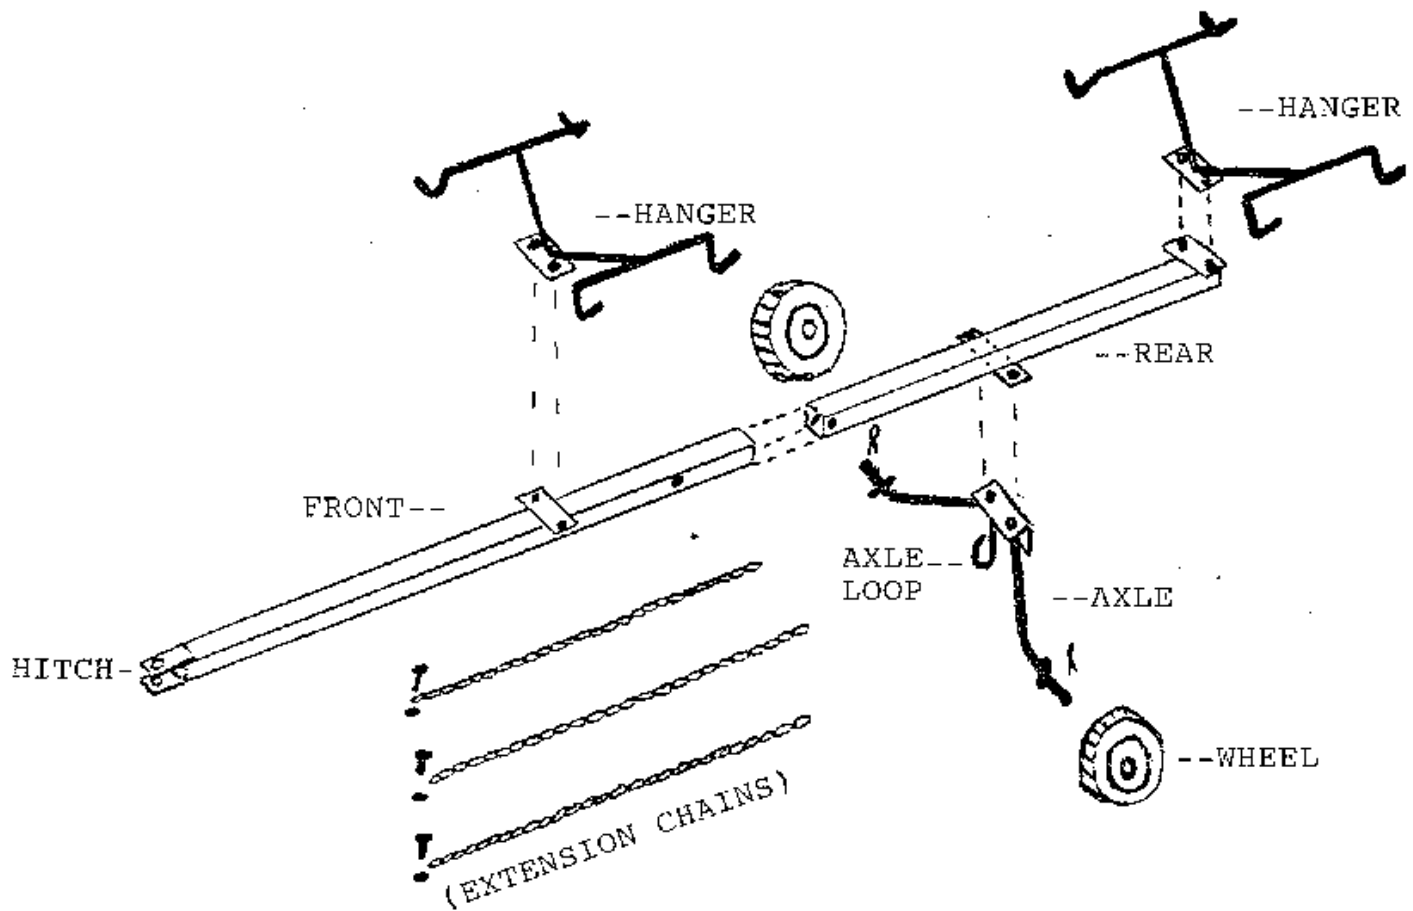 --HANGER
--HANGER
--REAR
FRONT--
AXLE--
LOOP
--AXLE
HITCH-
--WHEEL
(EXTENSION CHAINS)